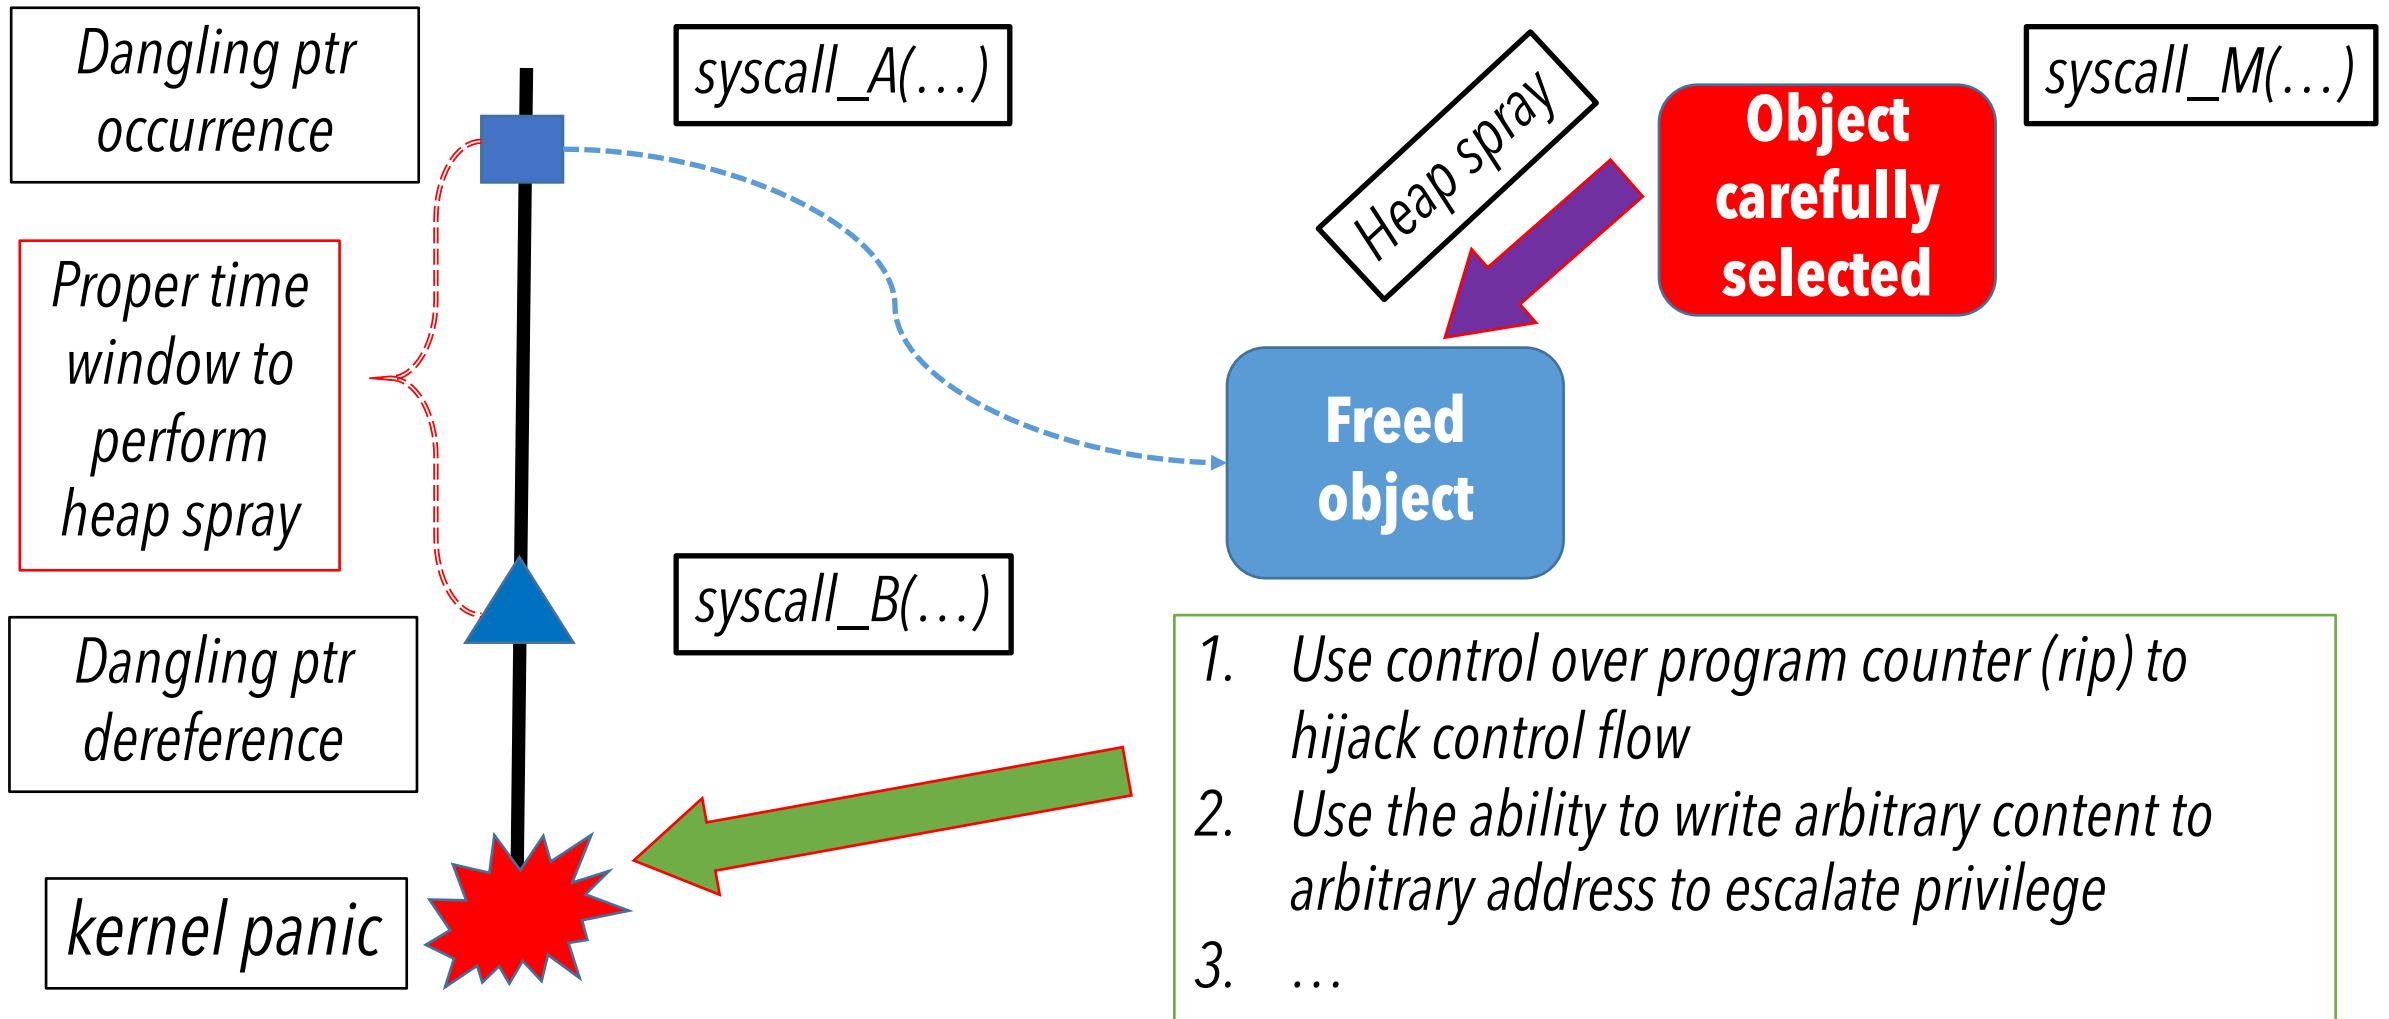 Dangling ptr
occurrence
syscall_A(...)
Heap spray
Object
carefully
selected
syscall_M(...)
Proper time
window to
perform
heap spray
Freed
object
syscall_B(...)
Dangling ptr
dereference
1. Use control over program counter (rip) to
hijack control flow
2. Use the ability to write arbitrary content to
arbitrary address to escalate privilege
3. ...
kernel panic